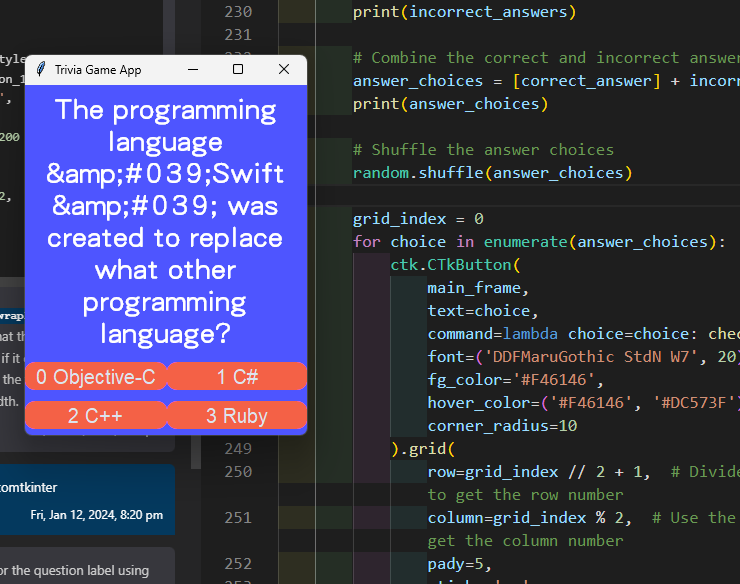 230 print(incorrect_answers)
231
# Combine the correct and incorrect answer
answer_choices = [correct_answer] + incorr
print(answer_choices)
# Shuffle the answer choices
random.shuffle(answer_choices)
grid_index = 0
for choice in enumerate(answer_choices):
ctk.CTkButton(
main_frame,
text=choice,
command=lambda choice=choice: chec
font=('DDFMaruGothic StdN W7', 20)
fg_color='#F46146',
hover_color=('#F46146', '#DC573F')
corner_radius=10
249 ).grid(
250 row=grid_index // 2 + 1,  # Divide
to get the row number
251 column=grid_index % 2,  # Use the
get the column number
252 pady=5,
Trivia Game App
The programming
language
&amp;#039;Swift
&amp;#039; was
created to replace
what other
programming
language?
0 Objective-C
1 C#
2 C++
3 Ruby
tyle
on_1
',
200
2,
wrap
hat th
if it
the
dth.
tomtkinter
Fri, Jan 12, 2024, 8:20 pm
or the question label using